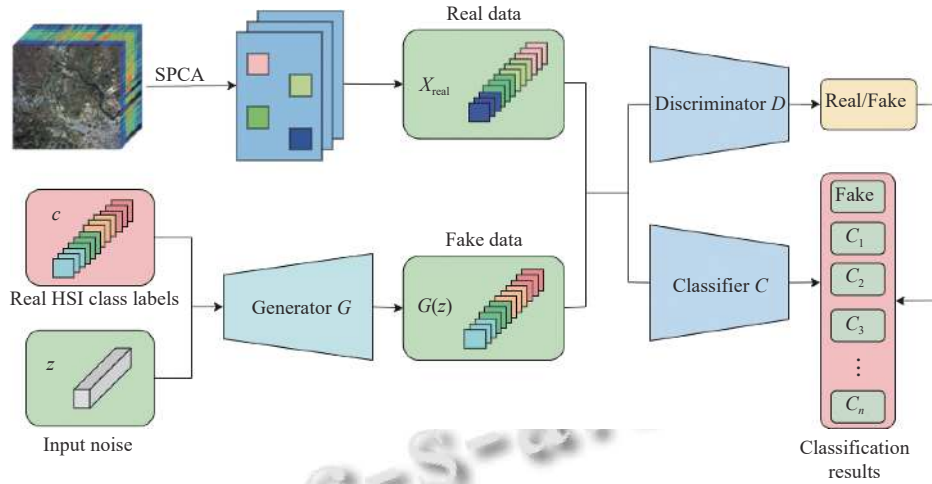 Real data
SPCA
X_real
Discriminator D
Real/Fake
c
Real HSI class labels
Fake data
Generator G
G(z)
Classifier C
z
Input noise
Fake
C_1
C_2
C_3
⋮
C_n
Classification
results